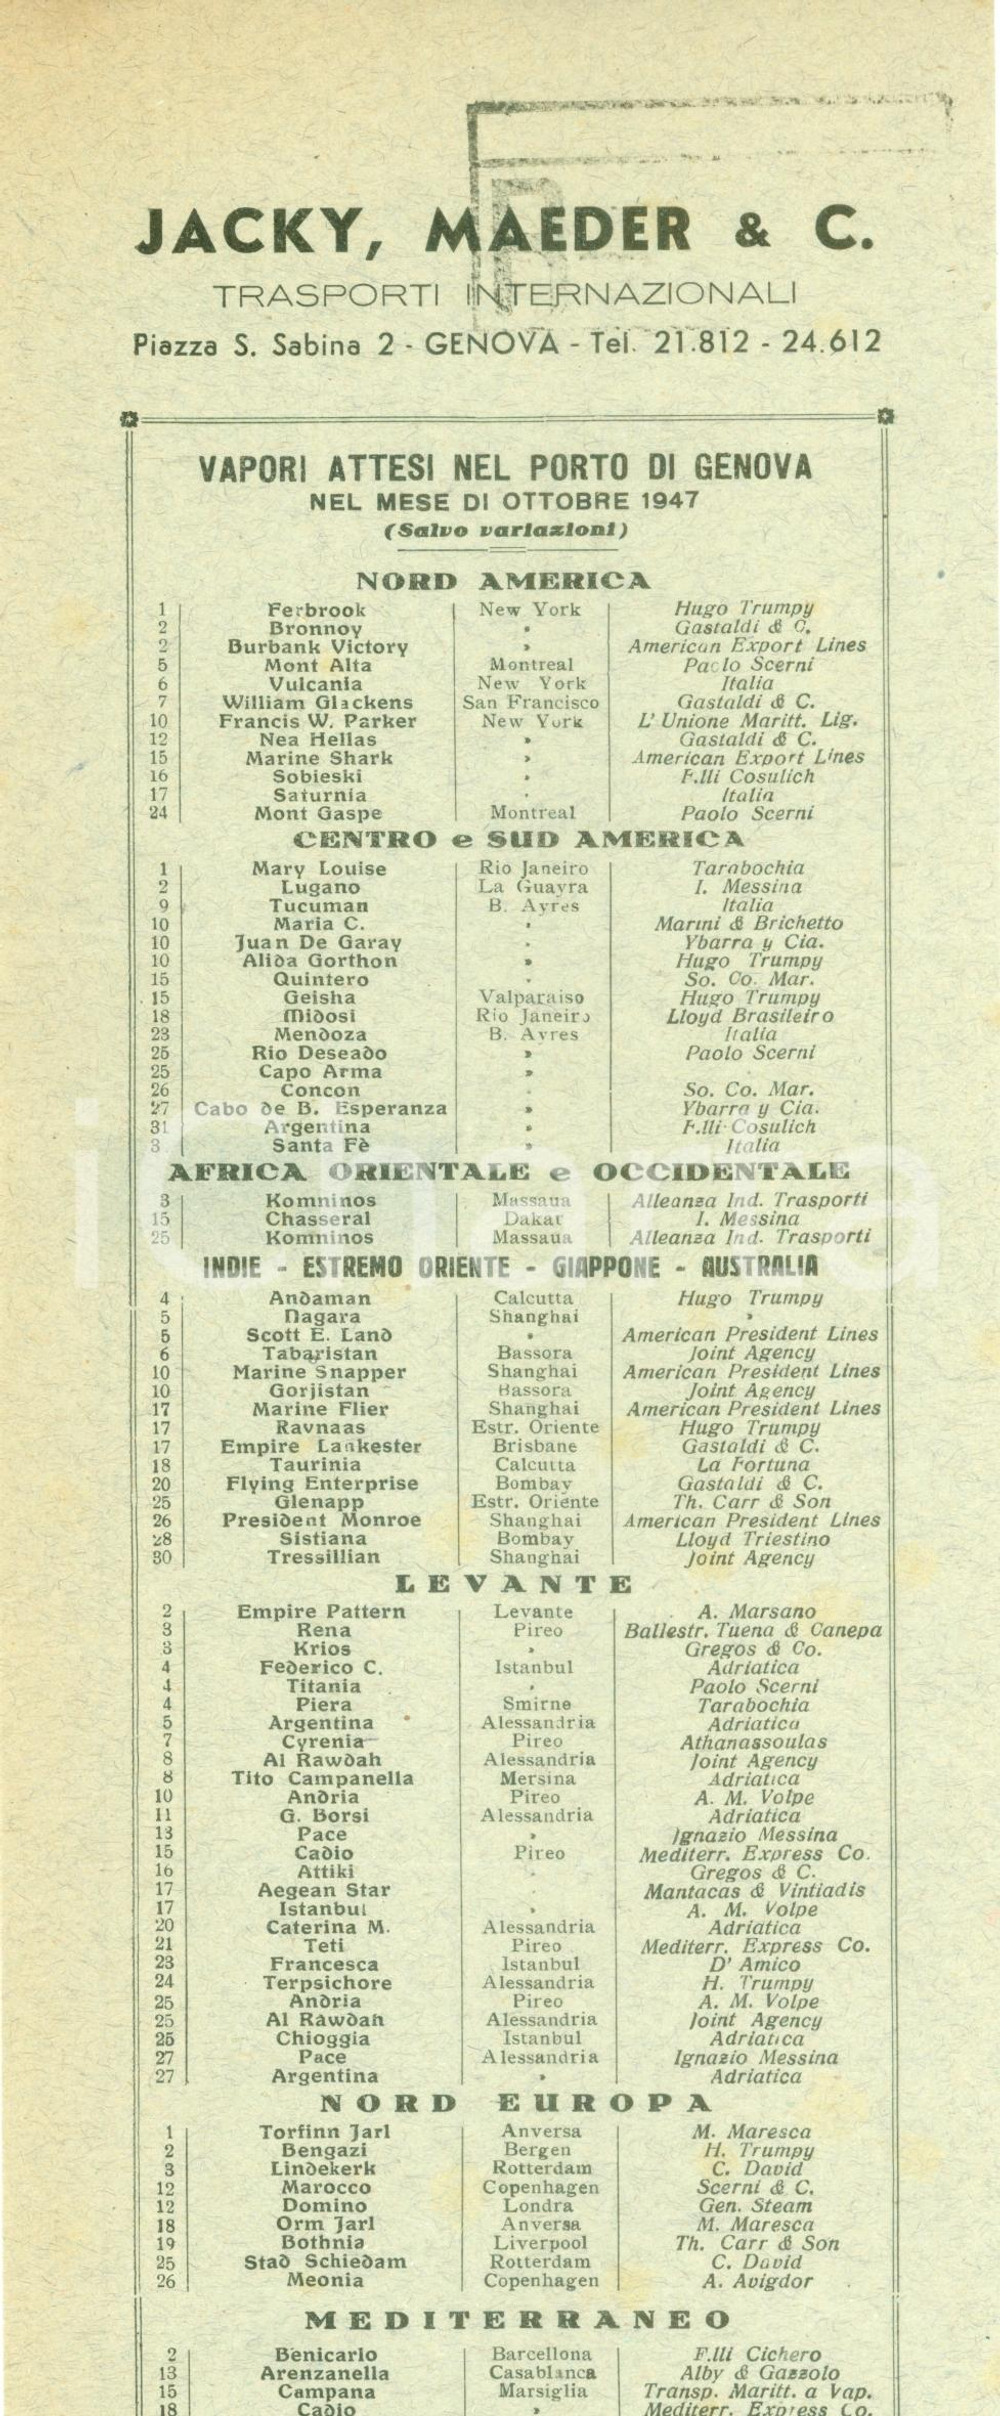 JACKY, MAEDER & C.
TRASPORTI INTERNAZIONALI
Piazza S. Sabina 2 - GENOVA - Tel. 21.812 - 24.612
VAPORI ATTESI NEL PORTO DI GENOVA
NEL MESE DI OTTOBRE 1947
(Salvo variazioni)
NORD AMERICA
1 Ferbrook New York Hugo Trumpy
2 Bronnoy » Gastaldi & C.
2 Burbank Victory » American Export Lines
5 Mont Alta Montreal Paolo Scerni
6 Vulcania New York Italia
7 William Glackens San Francisco Gastaldi & C.
10 Francis W. Parker New York L' Unione Maritt. Lig.
12 Nea Hellas » Gastaldi & C.
15 Marine Shark » American Export Lines
16 Sobieski » F.lli Cosulich
17 Saturnia » Italia
24 Mont Gaspe Montreal Paolo Scerni
CENTRO e SUD AMERICA
1 Mary Louise Rio Janeiro Tarabochia
2 Lugano La Guayra I. Messina
9 Tucuman B. Ayres Italia
10 Maria C. » Marini & Brichetto
10 Juan De Garay » Ybarra y Cia.
10 Alida Gorthon » Hugo Trumpy
15 Quintero » So. Co. Mar.
15 Geisha Valparaiso Hugo Trumpy
18 Midosi Rio Janeiro Lloyd Brasileiro
23 Mendoza B. Ayres Italia
25 Rio Deseado » Paolo Scerni
25 Capo Arma »
26 Concon » So. Co. Mar.
27 Cabo de B. Esperanza » Ybarra y Cia.
31 Argentina » F.lli Cosulich
3 Santa Fè » Italia
AFRICA ORIENTALE e OCCIDENTALE
3 Komninos Massaua Alleanza Ind. Trasporti
15 Chasseral Dakar I. Messina
25 Komninos Massaua Alleanza Ind. Trasporti
INDIE - ESTREMO ORIENTE - GIAPPONE - AUSTRALIA
4 Andaman Calcutta Hugo Trumpy
5 Nagara Shanghai »
5 Scott E. Land » American President Lines
6 Tabaristan Bassora Joint Agency
10 Marine Snapper Shanghai American President Lines
10 Gorjistan Bassora Joint Agency
17 Marine Flier Shanghai American President Lines
17 Ravnaas Estr. Oriente Hugo Trumpy
17 Empire Lankester Brisbane Gastaldi & C.
18 Taurinia Calcutta La Fortuna
20 Flying Enterprise Bombay Gastaldi & C.
25 Glenapp Estr. Oriente Th. Carr & Son
26 President Monroe Shanghai American President Lines
28 Sistiana Bombay Lloyd Triestino
30 Tressillian Shanghai Joint Agency
LEVANTE
2 Empire Pattern Levante A. Marsano
3 Rena Pireo Ballestr. Tuena & Canepa
3 Krios » Gregos & Co.
4 Federico C. Istanbul Adriatica
4 Titania » Paolo Scerni
4 Piera Smirne Tarabochia
5 Argentina Alessandria Adriatica
7 Cyrenia Pireo Athanassoulas
8 Al Rawdah Alessandria Joint Agency
8 Tito Campanella Mersina Adriatica
10 Andria Pireo A. M. Volpe
11 G. Borsi Alessandria Adriatica
13 Pace » Ignazio Messina
15 Cadio Pireo Mediterr. Express Co.
16 Attiki » Gregos & C.
17 Aegean Star » Mantacas & Vintiadis
17 Istanbul » A. M. Volpe
20 Caterina M. Alessandria Adriatica
21 Teti Pireo Mediterr. Express Co.
23 Francesca Istanbul D' Amico
24 Terpsichore Alessandria H. Trumpy
25 Andria Pireo A. M. Volpe
25 Al Rawdah Alessandria Joint Agency
25 Chioggia Istanbul Adriatica
27 Pace Alessandria Ignazio Messina
27 Argentina » Adriatica
NORD EUROPA
1 Torfinn Jarl Anversa M. Maresca
2 Bengazi Bergen H. Trumpy
3 Lindekerk Rotterdam C. David
12 Marocco Copenhagen Scerni & C.
12 Domino Londra Gen. Steam
18 Orm Jarl Anversa M. Maresca
19 Bothnia Liverpool Th. Carr & Son
25 Stad Schiedam Rotterdam C. David
26 Meonia Copenhagen A. Avigdor
MEDITERRANEO
2 Benicarlo Barcellona F.lli Cichero
13 Arenzanella Casablanca Alby & Gazzolo
15 Campana Marsiglia Transp. Maritt. a Vap.
18 Cadio » Mediterr. Express Co.